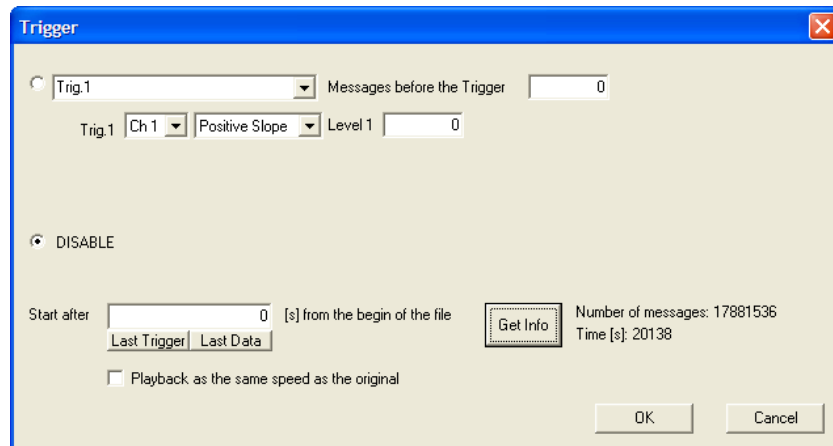 Trigger
Trig.1 Messages before the Trigger 0
Trig.1 Ch 1 Positive Slope Level 1 0
DISABLE
Start after 0 [s] from the begin of the file Get Info Number of messages: 17881536
Time [s]: 20138
Last Trigger Last Data
Playback as the same speed as the original
OK Cancel